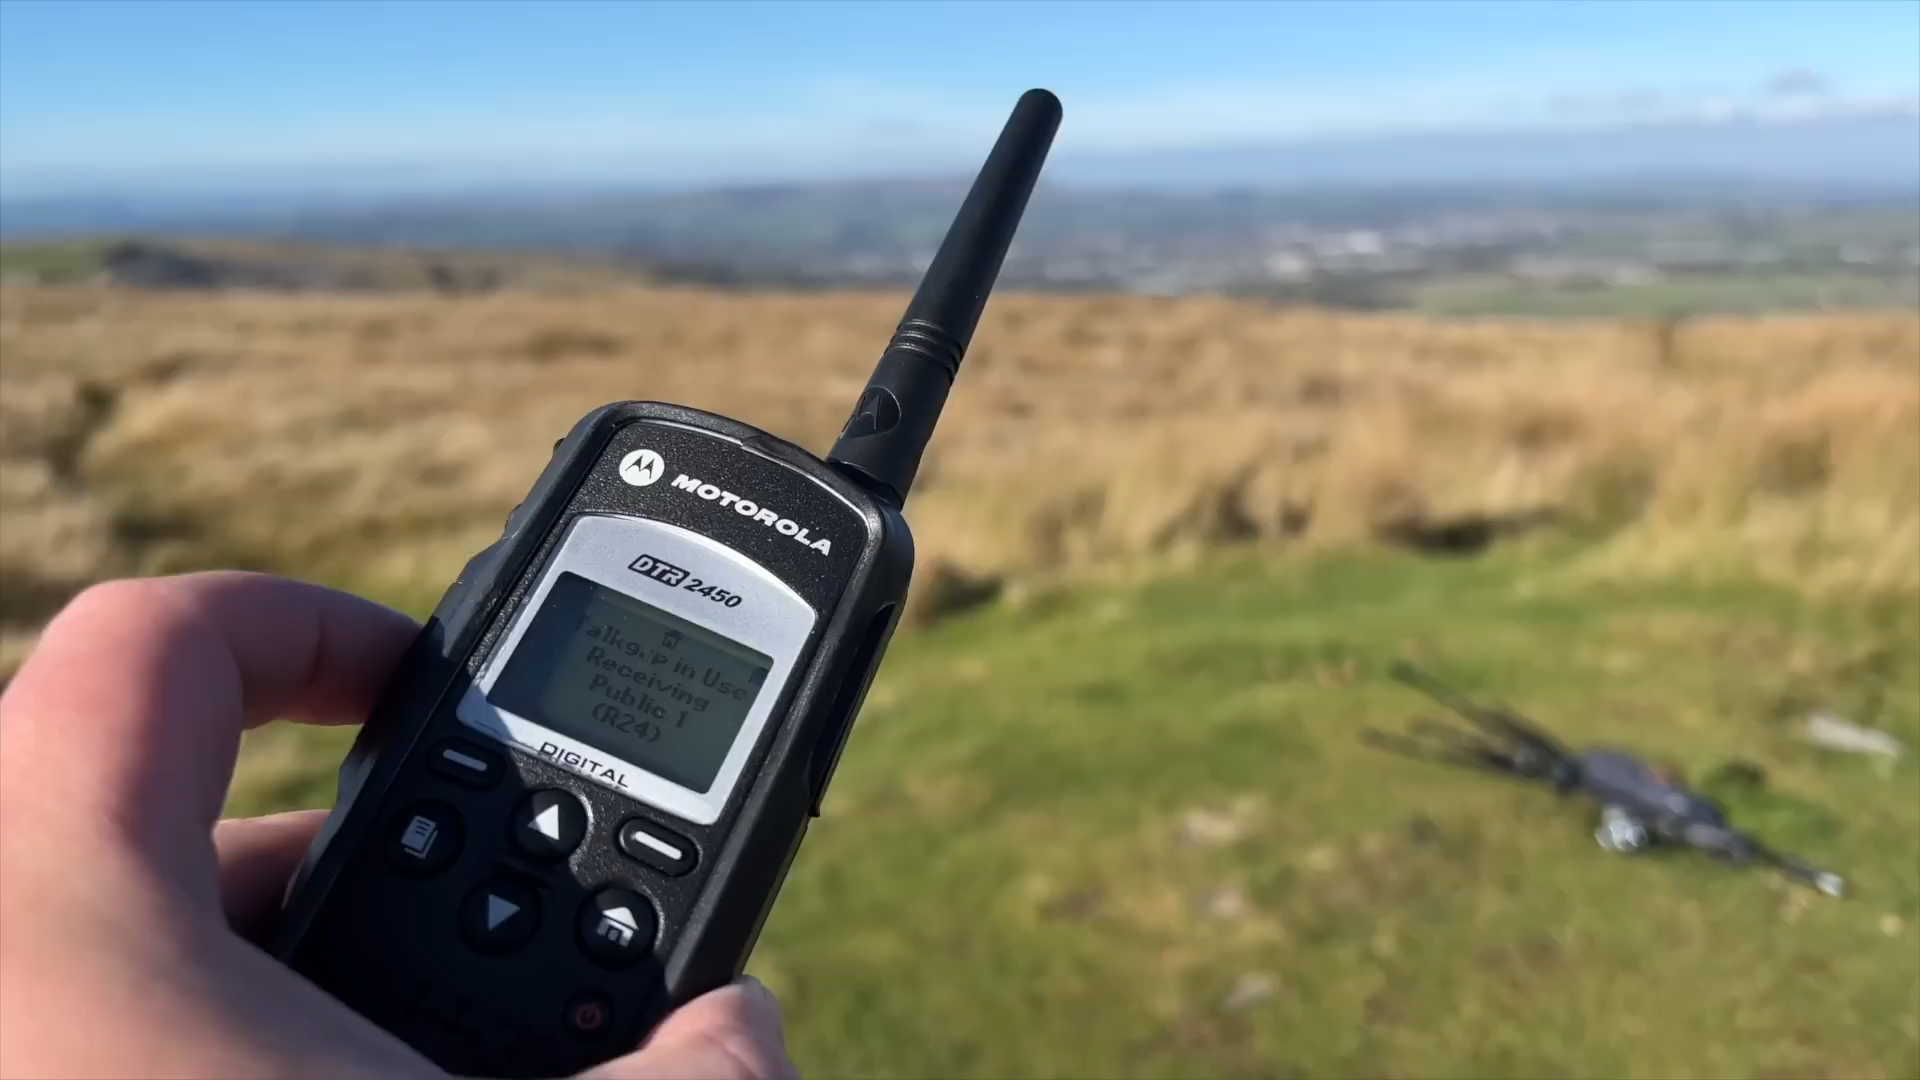 MOTOROLA
DTR 2450
in Use
Receiving
Public 1
(R24)
DIGITAL